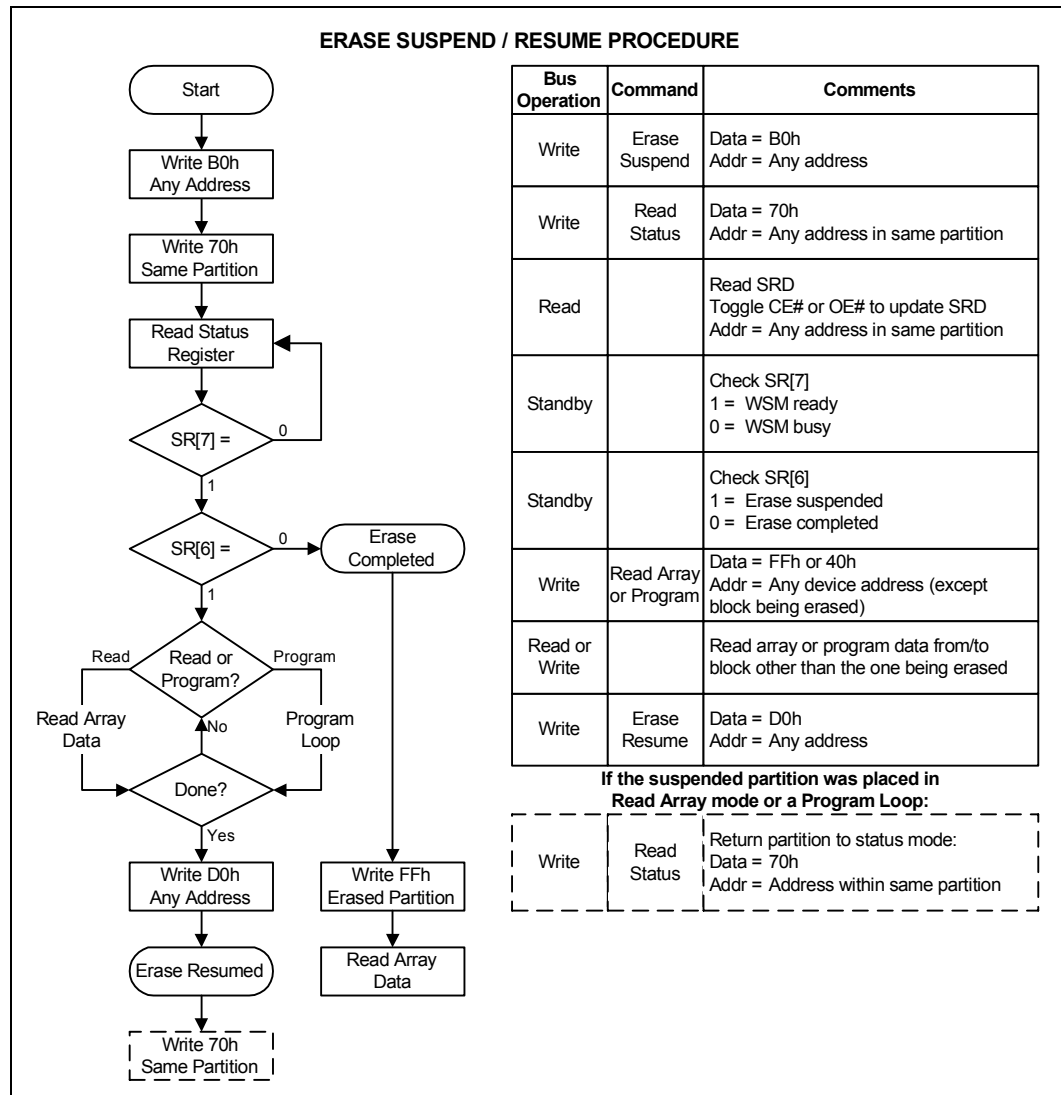 ERASE SUSPEND / RESUME PROCEDURE
Start
Write B0h
Any Address
Write 70h
Same Partition
Read Status
Register
SR[7] =
0
1
SR[6] =
0
1
Erase
Completed
Read or
Program?
Read
Program
Read Array
Data
No
Program
Loop
Done?
Yes
Write D0h
Any Address
Write FFh
Erased Partition
Erase Resumed
Read Array
Data
Write 70h
Same Partition
Bus
Operation
Command
Comments
Write
Erase
Suspend
Data = B0h
Addr = Any address
Write
Read
Status
Data = 70h
Addr = Any address in same partition
Read
Read SRD
Toggle CE# or OE# to update SRD
Addr = Any address in same partition
Standby
Check SR[7]
1 = WSM ready
0 = WSM busy
Standby
Check SR[6]
1 = Erase suspended
0 = Erase completed
Write
Read Array
or Program
Data = FFh or 40h
Addr = Any device address (except
block being erased)
Read or
Write
Read array or program data from/to
block other than the one being erased
Write
Erase
Resume
Data = D0h
Addr = Any address
If the suspended partition was placed in
Read Array mode or a Program Loop:
Write
Read
Status
Return partition to status mode:
Data = 70h
Addr = Address within same partition